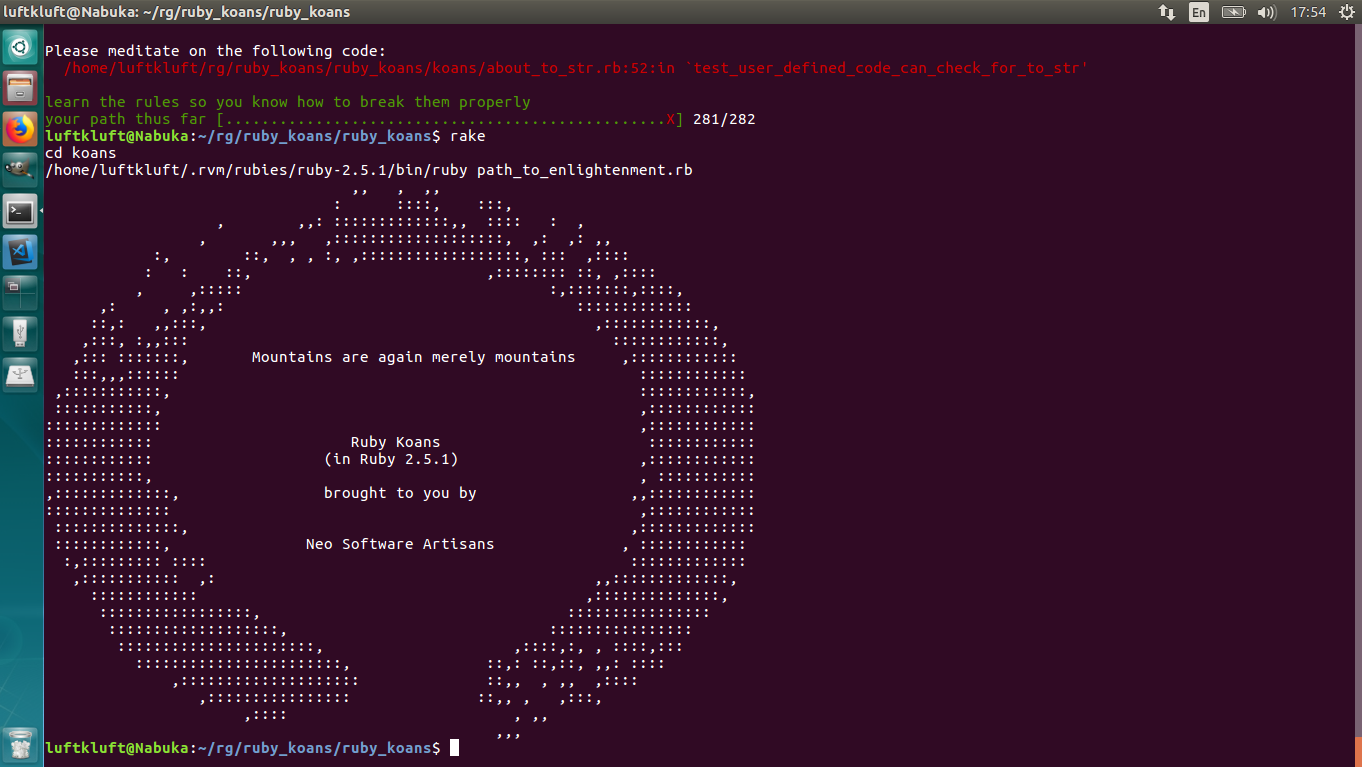 luftkluft@Nabuka: ~/rg/ruby_koans/ruby_koans
En
17:54
Please meditate on the following code:
/home/luftkluft/rg/ruby_koans/ruby_koans/koans/about_to_str.rb:52:in `test_user_defined_code_can_check_for_to_str'
learn the rules so you know how to break them properly
your path thus far [.................................................X] 281/282
luftkluft@Nabuka:~/rg/ruby_koans/ruby_koans$ rake
cd koans
/home/luftkluft/.rvm/rubies/ruby-2.5.1/bin/ruby path_to_enlightenment.rb
Mountains are again merely mountains
Ruby Koans
(in Ruby 2.5.1)
brought to you by
Neo Software Artisans
luftkluft@Nabuka:~/rg/ruby_koans/ruby_koans$